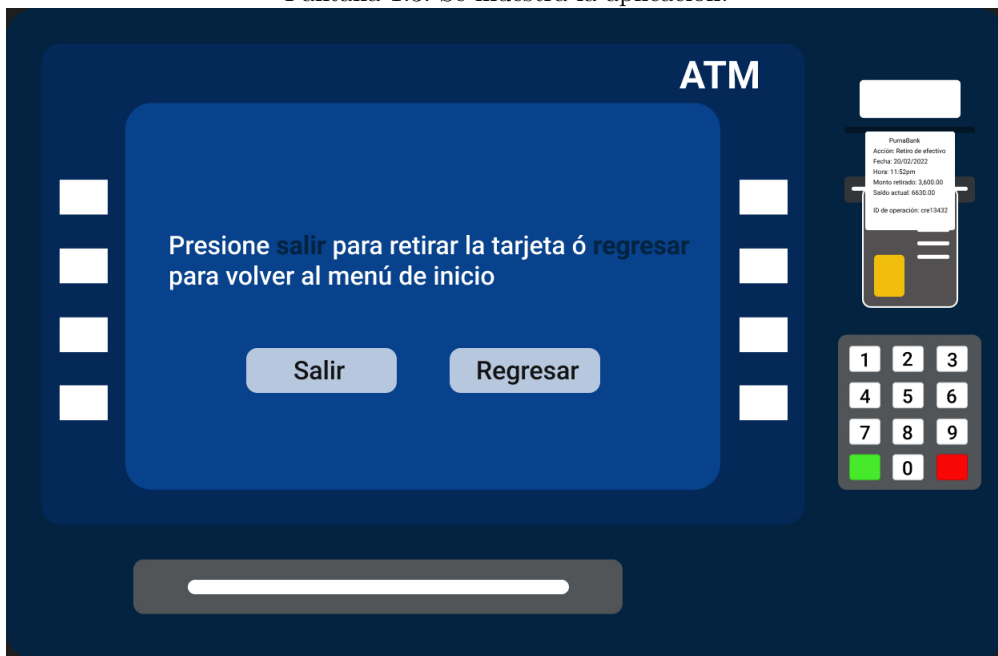 Pantalla 1.5: Se muestra la aplicación.
ATM
PumaBank
Acción: Retiro de efectivo
Fecha: 20/02/2022
Hora: 11:52pm
Monto retirado: 3,600.00
Saldo actual: 6630.00
ID de operación: cre13432
Presione salir para retirar la tarjeta ó regresar
para volver al menú de inicio
Salir
Regresar
1 2 3
4 5 6
7 8 9
0